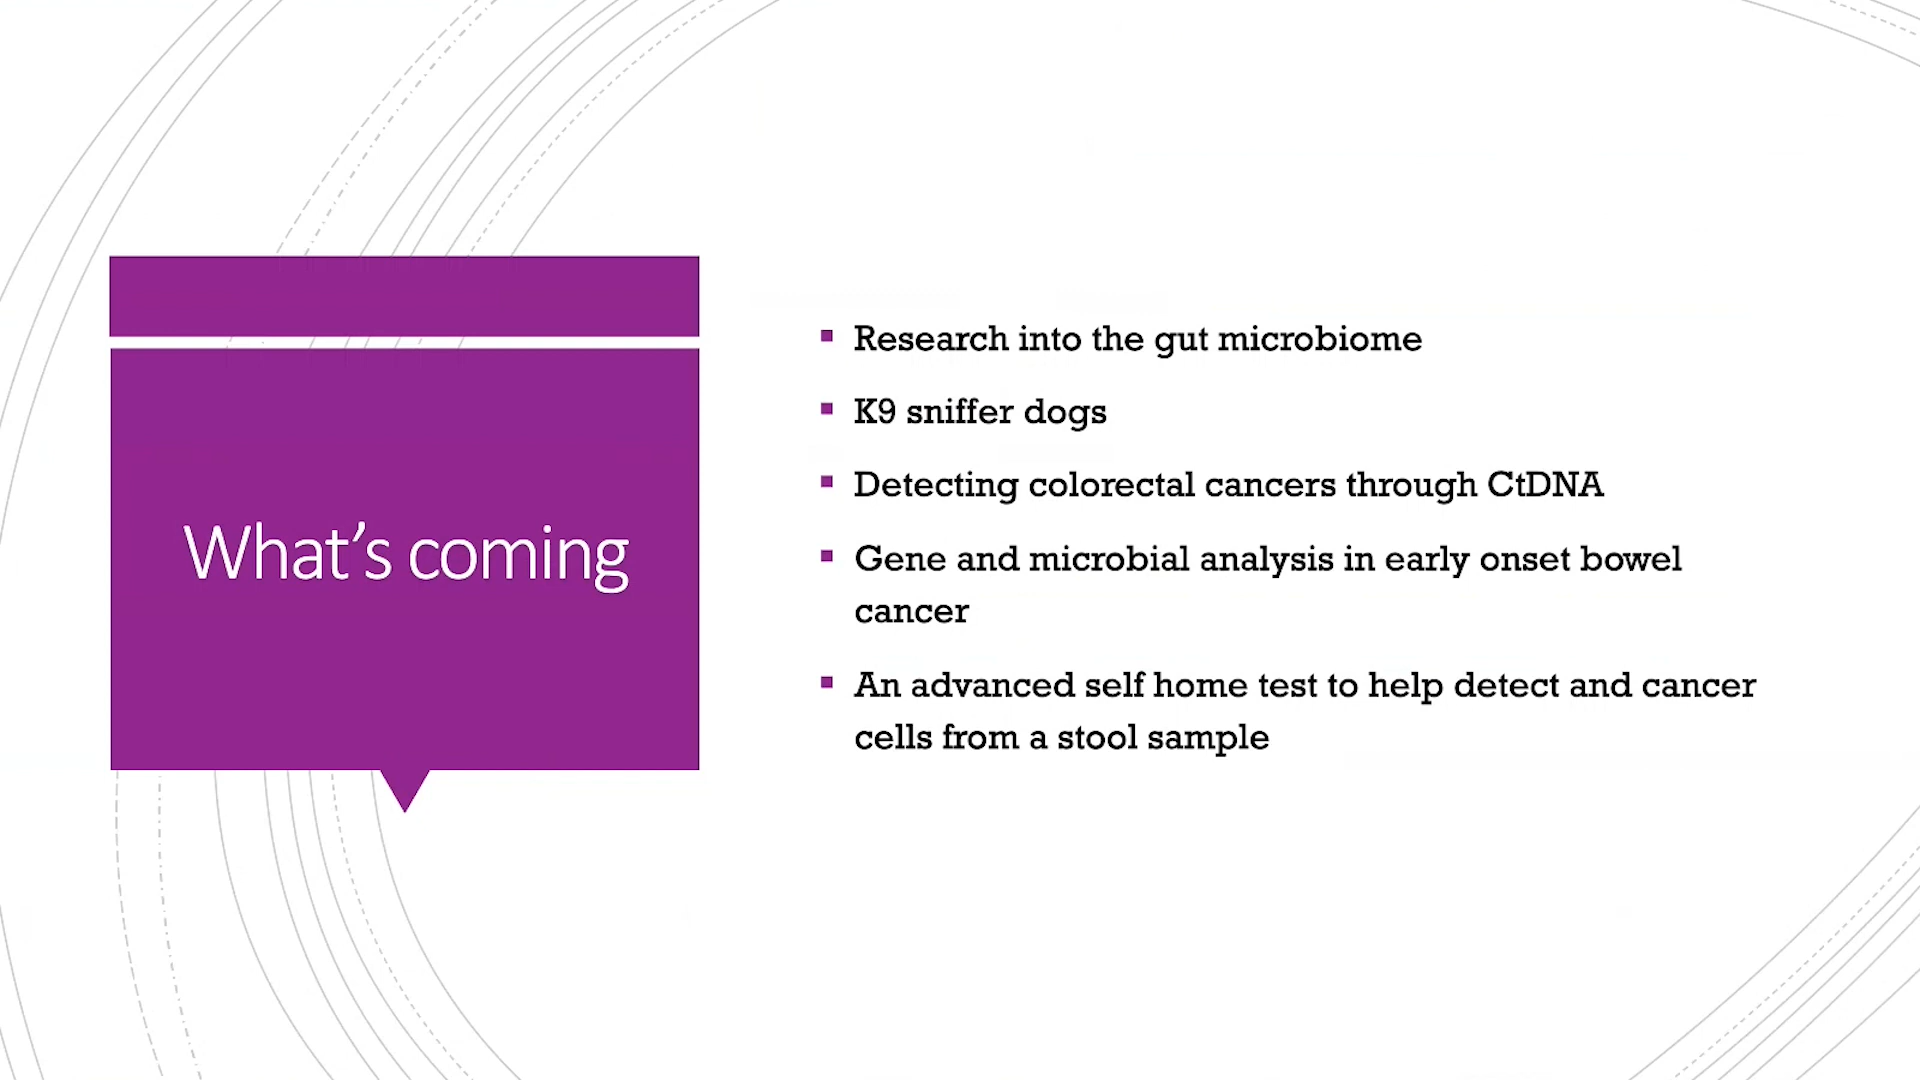 What’s coming
Research into the gut microbiome
K9 sniffer dogs
Detecting colorectal cancers through CtDNA
Gene and microbial analysis in early onset bowel
cancer
An advanced self home test to help detect and cancer
cells from a stool sample